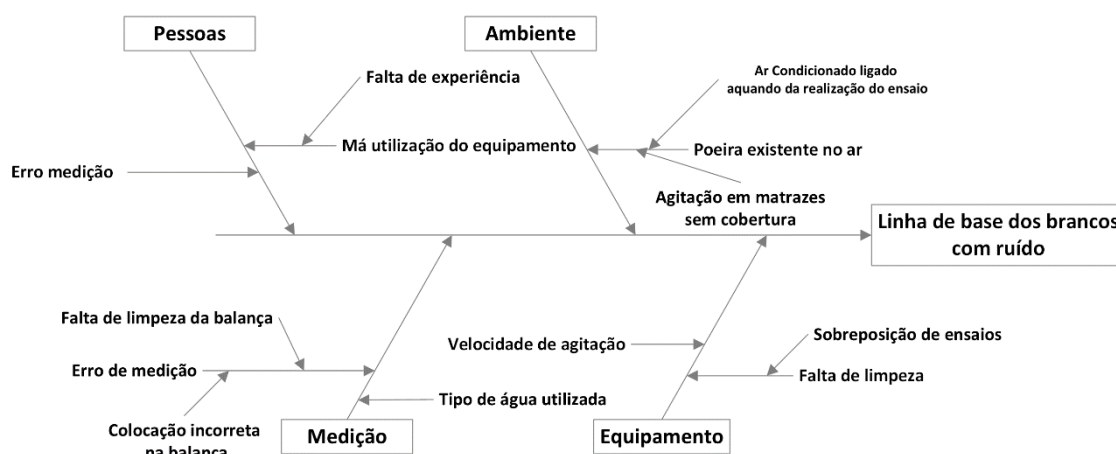 Pessoas
Ambiente
Falta de experiência
Ar Condicionado ligado
aquando da realização do ensaio
Má utilização do equipamento
Poeira existente no ar
Erro medição
Agitação em matrazes
sem cobertura
Linha de base dos brancos
com ruído
Falta de limpeza da balança
Velocidade de agitação
Sobreposição de ensaios
Erro de medição
Falta de limpeza
Tipo de água utilizada
Colocação incorreta
na balança
Medição
Equipamento